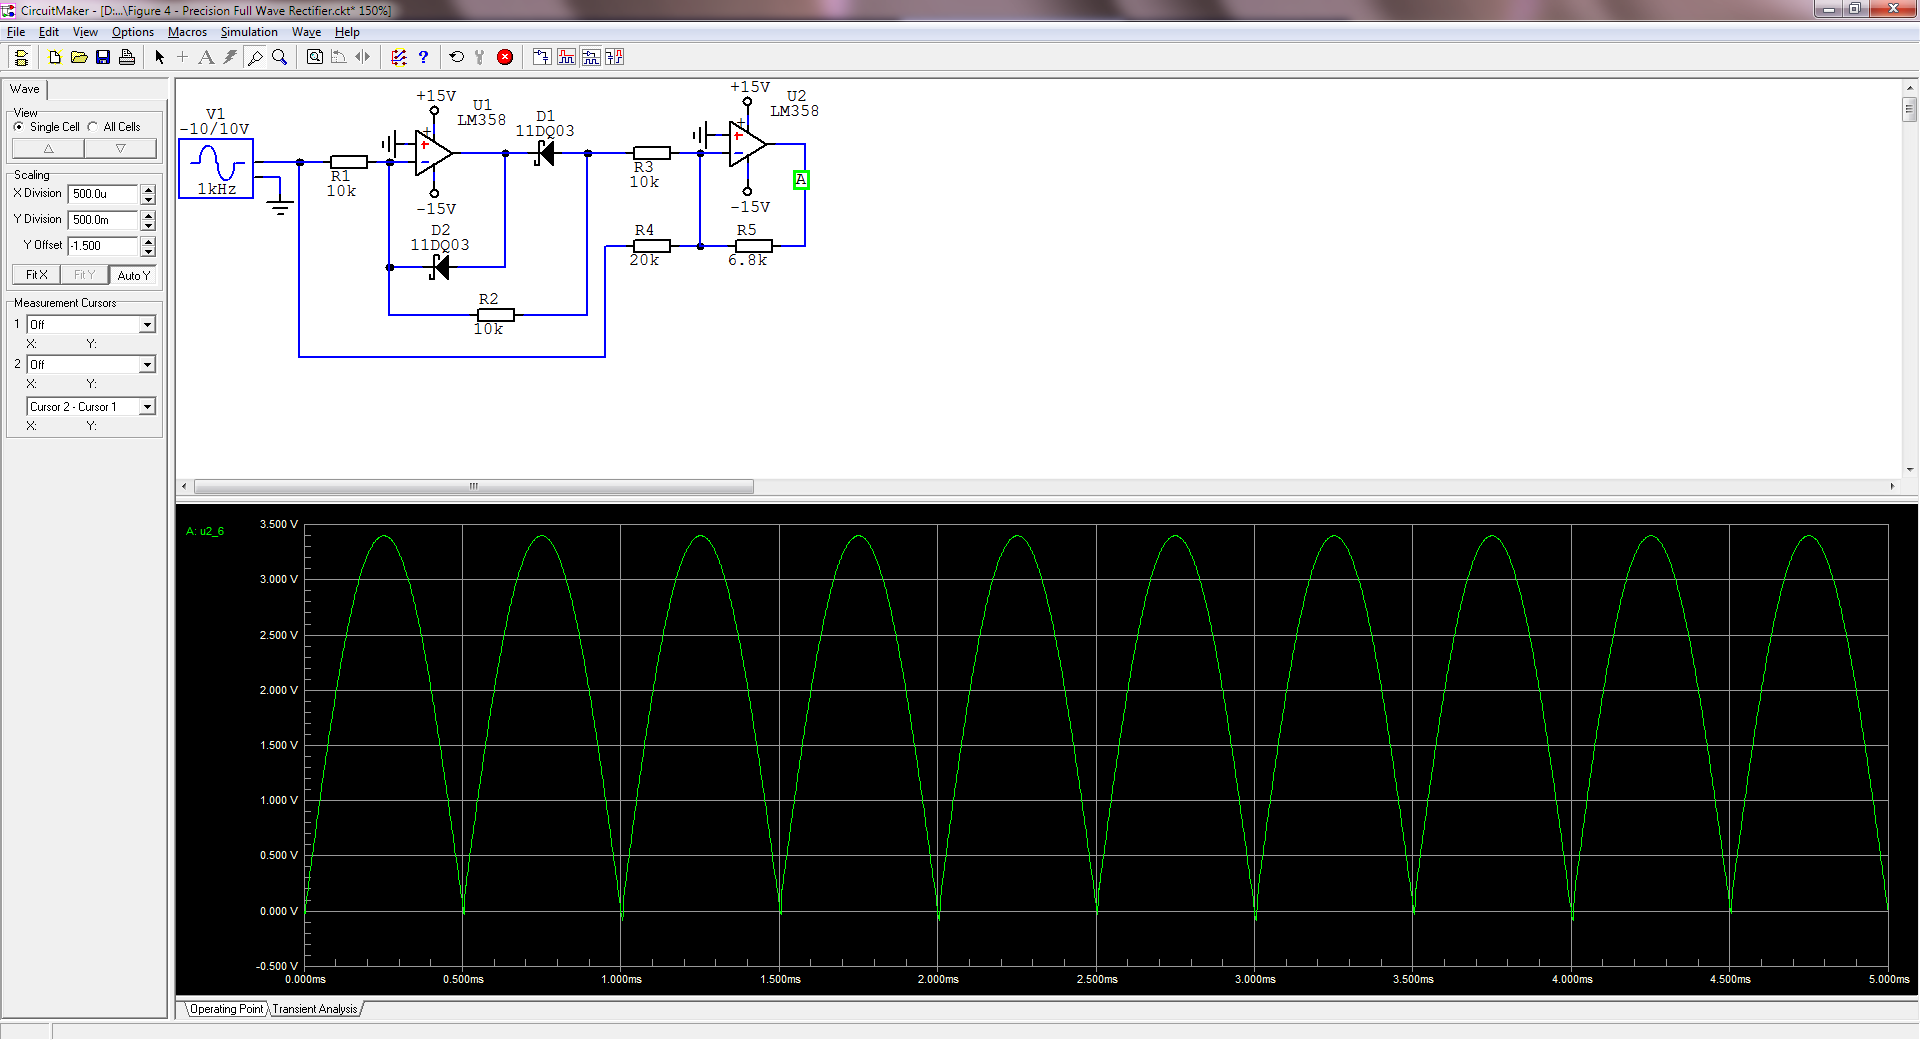 CircuitMaker - [D:...\Figure 4 - Precision Full Wave Rectifier.ckt* 150%]
File Edit View Options Macros Simulation Wave Help
Wave
View
Single Cell All Cells
Scaling
X Division 500.0u
Y Division 500.0m
Y Offset -1.500
Fit X Fit Y Auto Y
Measurement Cursors
1 Off
X: Y:
2 Off
X: Y:
Cursor 2 - Cursor 1
X: Y:
V1
-10/10V
1kHz
R1
10k
+15V
U1
LM358
-15V
D1
11DQ03
D2
11DQ03
R2
10k
R3
10k
R4
20k
+15V
U2
LM358
-15V
A
R5
6.8k
A: u2_6
3.500 V
3.000 V
2.500 V
2.000 V
1.500 V
1.000 V
0.500 V
0.000 V
-0.500 V
0.000ms 0.500ms 1.000ms 1.500ms 2.000ms 2.500ms 3.000ms 3.500ms 4.000ms 4.500ms 5.000ms
Operating Point Transient Analysis